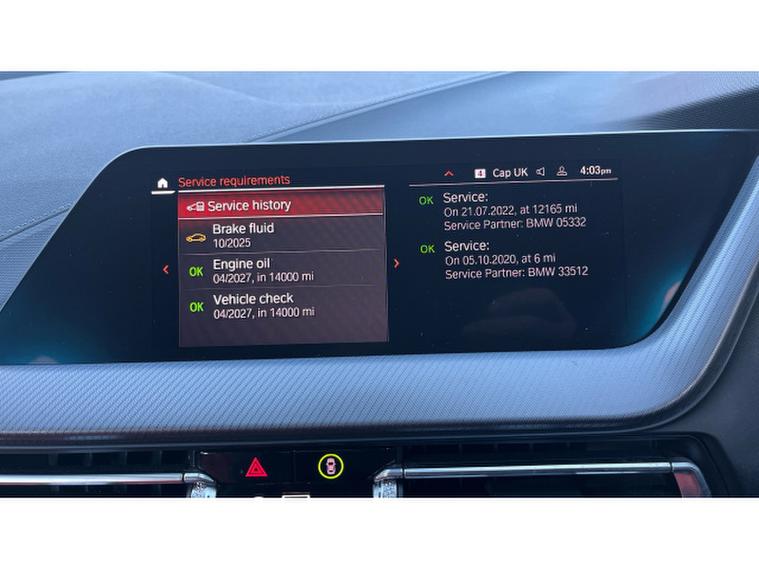 Service requirements
4 Cap UK 4:03pm
Service history
Brake fluid
10/2025
OK Engine oil
04/2027, in 14000 mi
OK Vehicle check
04/2027, in 14000 mi
OK Service:
On 21.07.2022, at 12165 mi
Service Partner: BMW 05332
OK Service:
On 05.10.2020, at 6 mi
Service Partner: BMW 33512